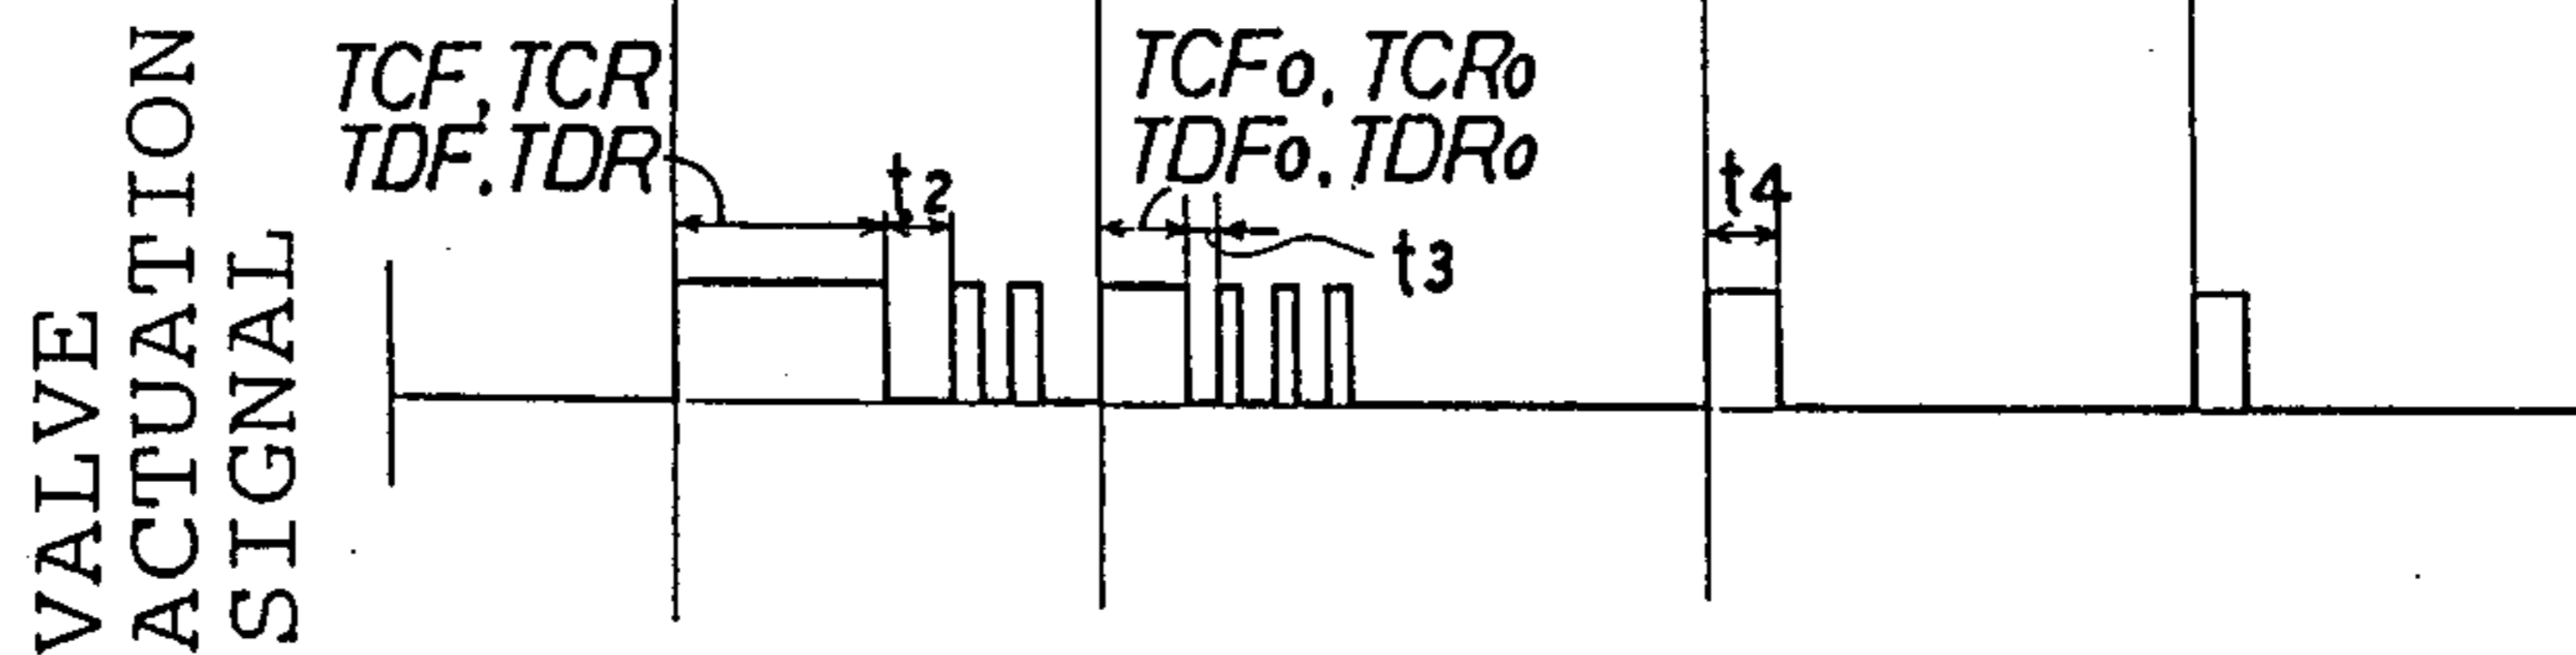 VALVE
ACTUATION
SIGNAL
TCF, TCR
TDF. TDR
t2
TCFo. TCRo
TDFo. TDRo
t3
t4